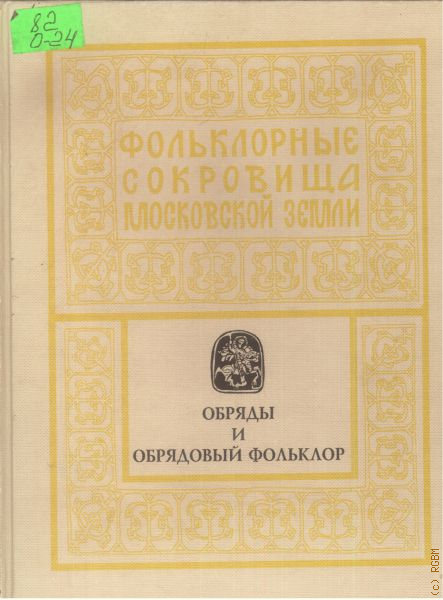 82
О-24
ФОЛЬКЛОРНЫЕ
СОКРОВИЩА
МОСКОВСКОЙ ЗЕМЛИ
ОБРЯДЫ
И
ОБРЯДОВЫЙ ФОЛЬКЛОР
(c) RGBM